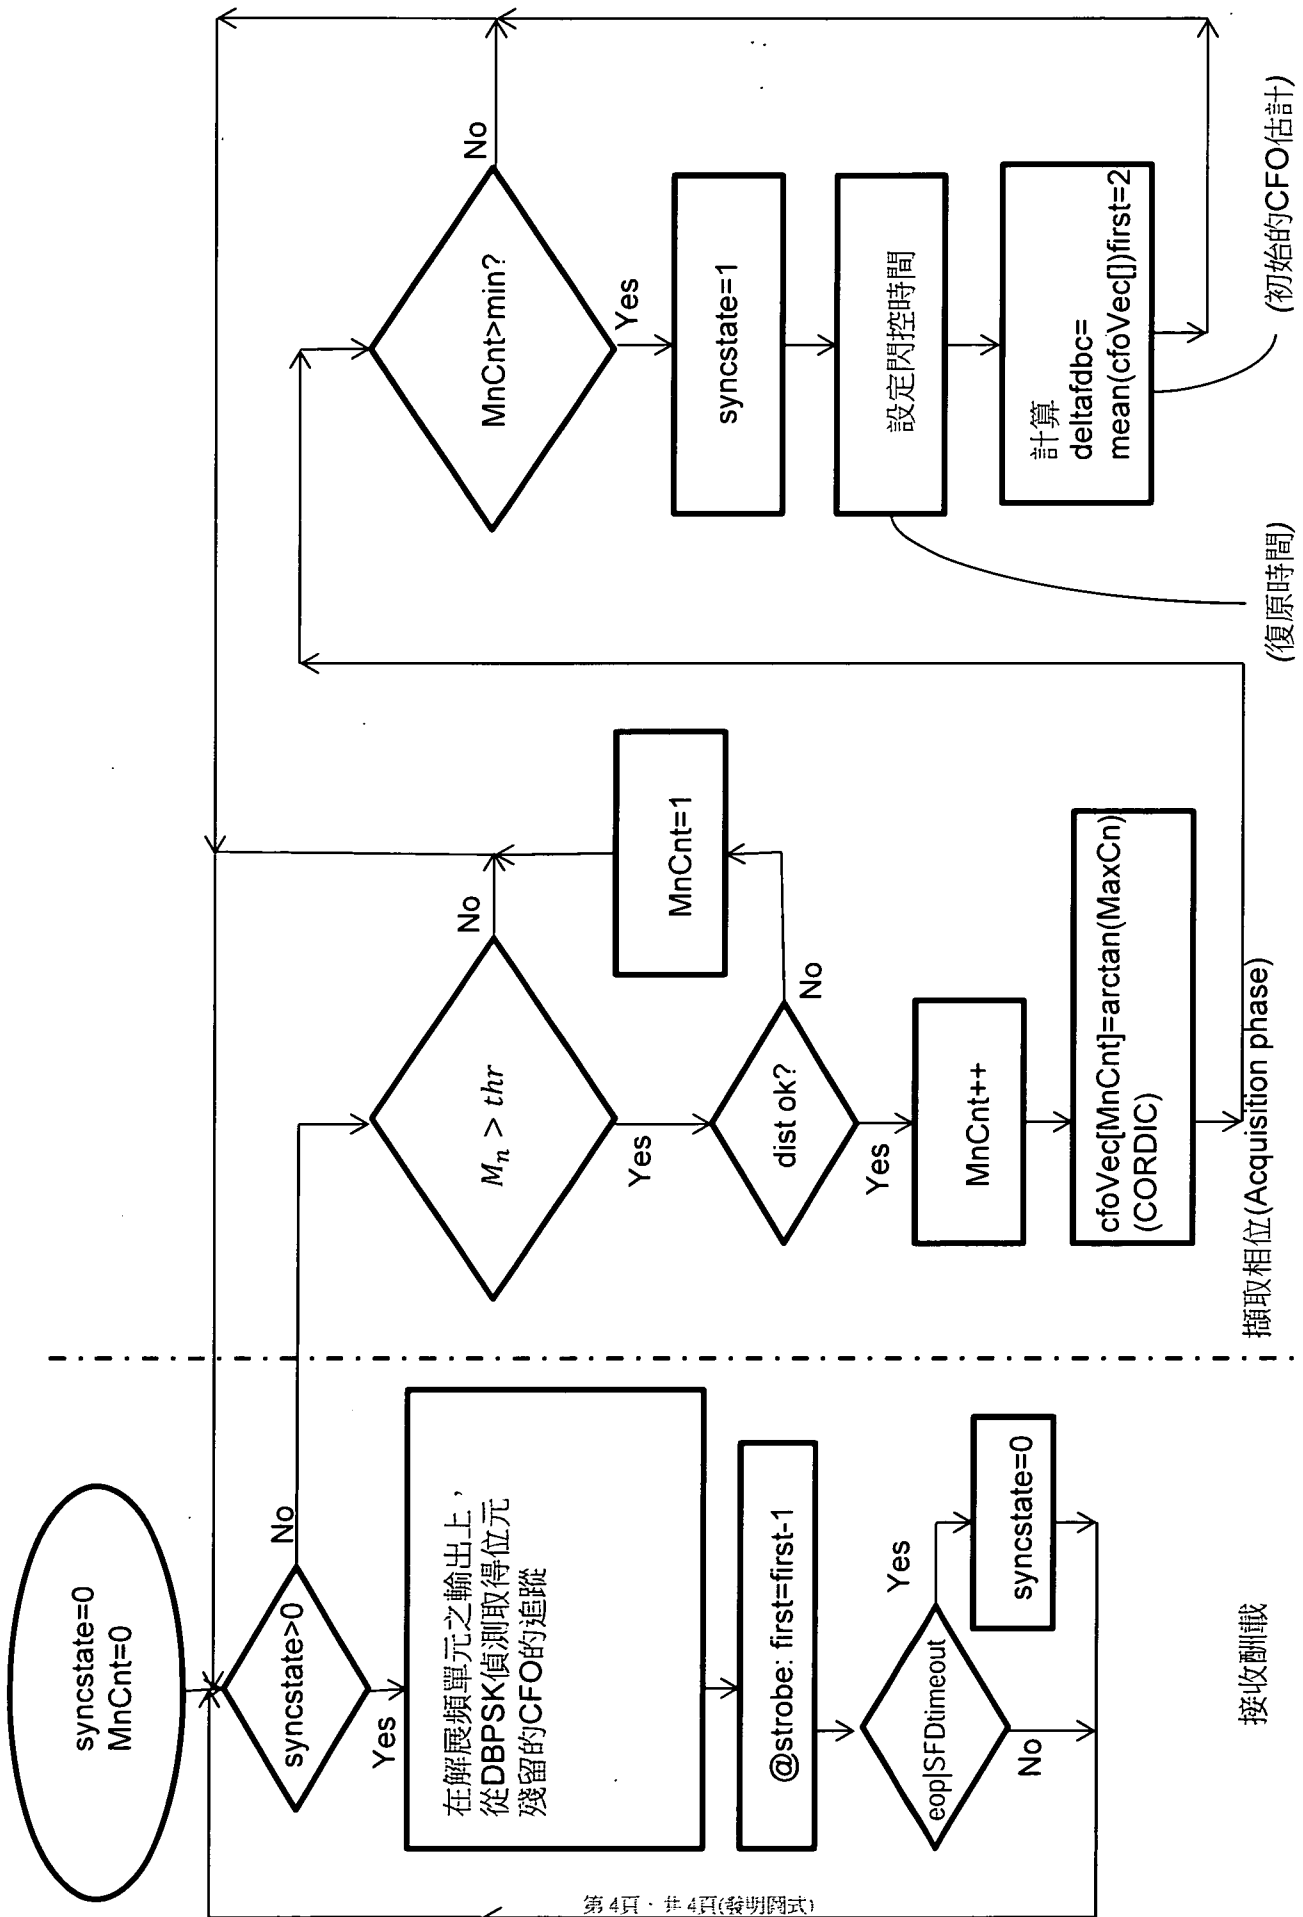 syncstate=0
MnCnt=0
syncstate>0
No
Yes
在解展頻單元之輸出上，
從DBPSK偵測取得位元
殘留的CFO的追蹤
@strobe: first=first-1
eop|SFDtimeout
Yes
No
syncstate=0
接收酬載
Mn > thr
No
Yes
dist ok?
No
Yes
MnCnt=1
MnCnt++
cfoVec[MnCnt]=arctan(MaxCn)
(CORDIC)
擷取相位(Acquisition phase)
MnCnt>min?
No
Yes
syncstate=1
設定閃控時間
計算
deltafdbc=
mean(cfoVec[])first=2
(復原時間)
(初始的CFO估計)
第 4頁，共 4頁(發明圖式)